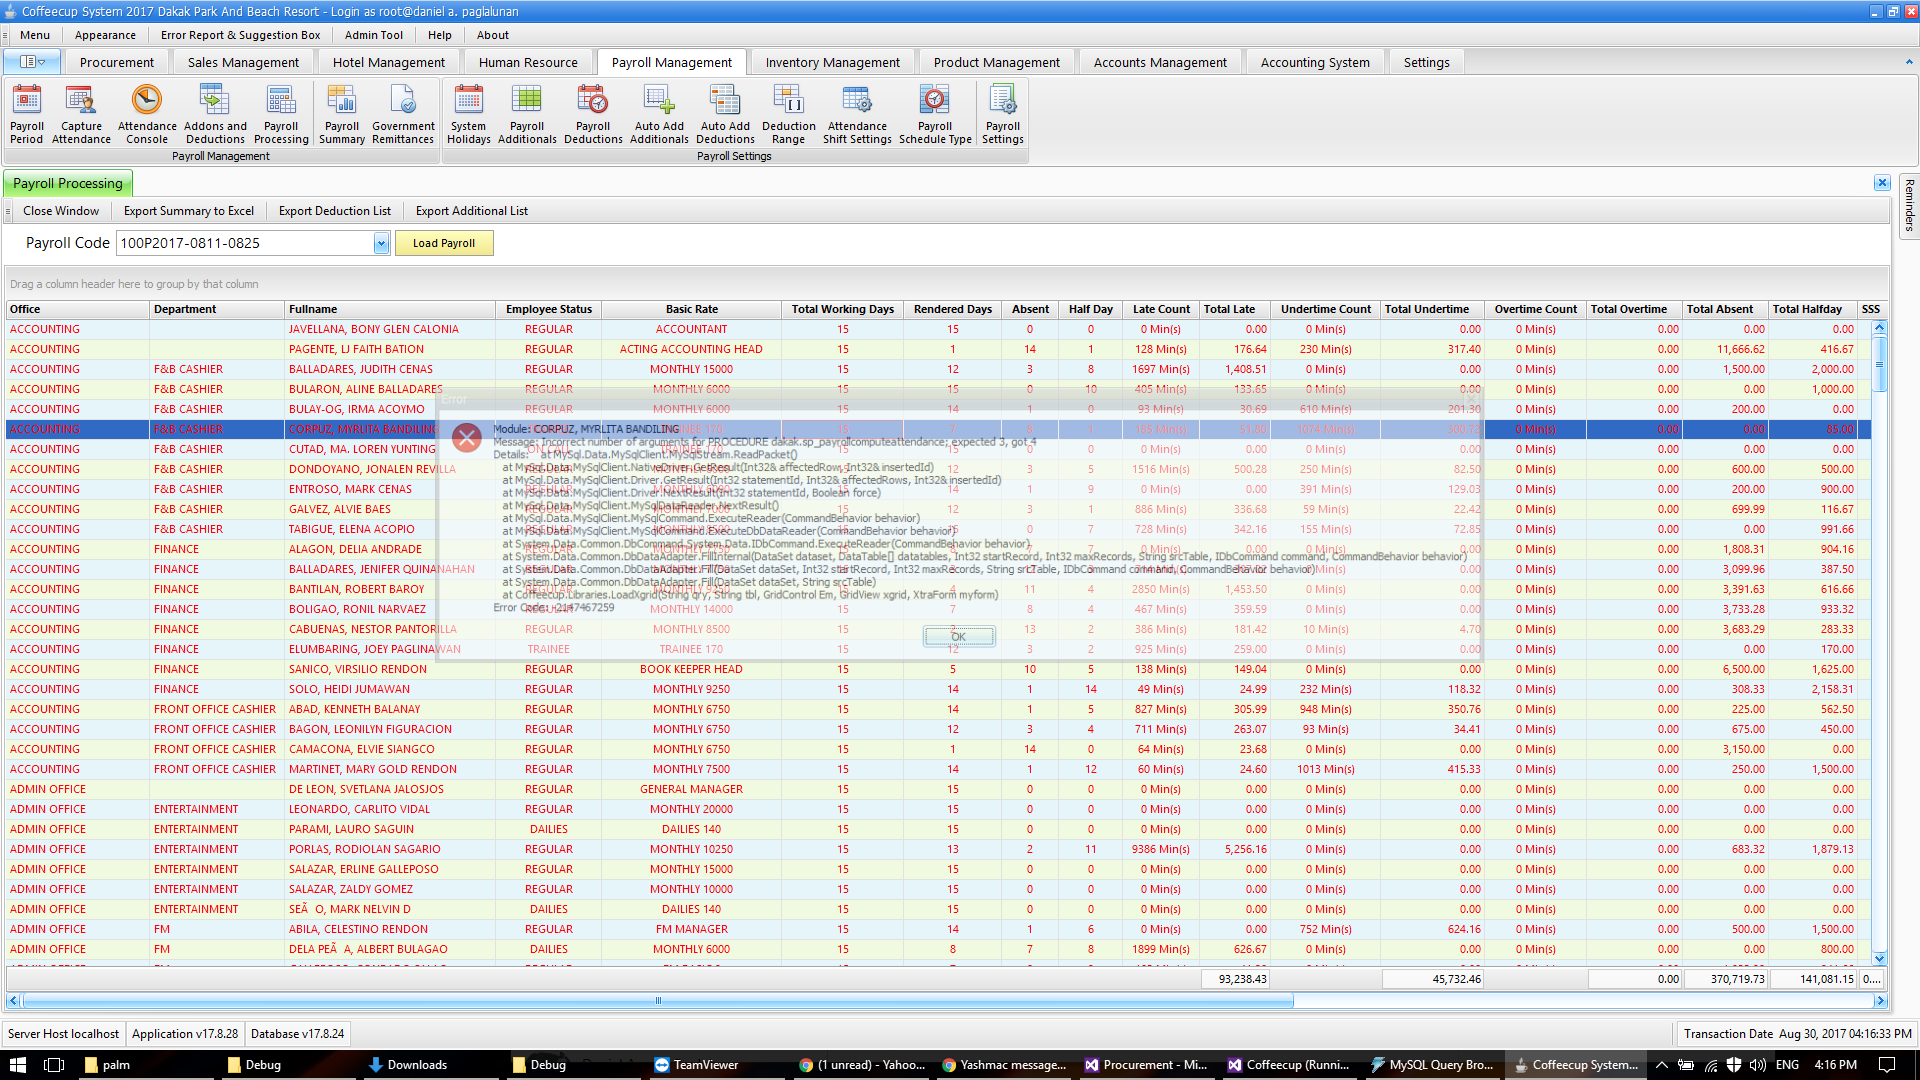 Coffeecup System 2017 Dakak Park And Beach Resort - Login as root@daniel a. paglalunan
Menu Appearance Error Report & Suggestion Box Admin Tool Help About
Procurement Sales Management Hotel Management Human Resource Payroll Management Inventory Management Product Management Accounts Management Accounting System Settings
Payroll Period Capture Attendance Attendance Console Addons and Deductions Payroll Processing Payroll Summary Government Remittances System Holidays Payroll Additionals Payroll Deductions Auto Add Additionals Auto Add Deductions Deduction Range Attendance Shift Settings Payroll Schedule Type Payroll Settings
Payroll Management Payroll Settings
Payroll Processing
Reminders
Close Window Export Summary to Excel Export Deduction List Export Additional List
Payroll Code 100P2017-0811-0825 Load Payroll
Drag a column header here to group by that column
Office Department Fullname Employee Status Basic Rate Total Working Days Rendered Days Absent Half Day Late Count Total Late Undertime Count Total Undertime Overtime Count Total Overtime Total Absent Total Halfday SSS
ACCOUNTING JAVELLANA, BONY GLEN CALONIA REGULAR ACCOUNTANT 15 15 0 0 0 Min(s) 0.00 0 Min(s) 0.00 0 Min(s) 0.00 0.00 0.00
ACCOUNTING PAGENTE, LJ FAITH BATION REGULAR ACTING ACCOUNTING HEAD 15 1 14 1 128 Min(s) 176.64 230 Min(s) 317.40 0 Min(s) 0.00 11,666.62 416.67
ACCOUNTING F&B CASHIER BALLADARES, JUDITH CENAS REGULAR MONTHLY 15000 15 12 3 8 1697 Min(s) 1,408.51 0 Min(s) 0.00 0 Min(s) 0.00 1,500.00 2,000.00
ACCOUNTING F&B CASHIER BULARON, ALINE BALLADARES REGULAR MONTHLY 6000 15 15 0 10 405 Min(s) 133.65 0 Min(s) 0.00 0 Min(s) 0.00 0.00 1,000.00
ACCOUNTING F&B CASHIER BULAY-OG, IRMA ACOYMO REGULAR MONTHLY 6000 15 14 1 0 93 Min(s) 30.69 610 Min(s) 201.30 0 Min(s) 0.00 200.00 0.00
ACCOUNTING F&B CASHIER CORPUZ, MYRLITA BANDILING 0 Min(s) 0.00 0.00 85.00
ACCOUNTING F&B CASHIER CUTAD, MA. LOREN YUNTING ON CALL TRAINEE 170 0 Min(s) 0.00 0 Min(s) 0.00 0 Min(s) 0.00 0.00 0.00
ACCOUNTING F&B CASHIER DONDOYANO, JONALEN REVILLA 12 3 5 1516 Min(s) 500.28 250 Min(s) 82.50 0 Min(s) 0.00 600.00 500.00
ACCOUNTING F&B CASHIER ENTROSO, MARK CENAS 14 1 9 0 Min(s) 0.00 391 Min(s) 129.03 0 Min(s) 0.00 200.00 900.00
ACCOUNTING F&B CASHIER GALVEZ, ALVIE BAES 12 3 1 886 Min(s) 336.68 59 Min(s) 22.42 0 Min(s) 0.00 699.99 116.67
ACCOUNTING F&B CASHIER TABIGUE, ELENA ACOPIO 15 0 7 728 Min(s) 342.16 155 Min(s) 72.85 0 Min(s) 0.00 0.00 991.66
ACCOUNTING FINANCE ALAGON, DELIA ANDRADE 0.00 0 Min(s) 0.00 1,808.31 904.16
ACCOUNTING FINANCE BALLADARES, JENIFER QUINANAHAN 0.00 0 Min(s) 0.00 3,099.96 387.50
ACCOUNTING FINANCE BANTILAN, ROBERT BAROY REGULAR MONTHLY 9250 15 4 11 4 2850 Min(s) 1,453.50 0 Min(s) 0.00 0 Min(s) 0.00 3,391.63 616.66
ACCOUNTING FINANCE BOLIGAO, RONIL NARVAEZ REGULAR MONTHLY 14000 15 7 8 4 467 Min(s) 359.59 0 Min(s) 0.00 0 Min(s) 0.00 3,733.28 933.32
ACCOUNTING FINANCE CABUENAS, NESTOR PANTORILLA REGULAR MONTHLY 8500 15 2 13 2 386 Min(s) 181.42 10 Min(s) 4.70 0 Min(s) 0.00 3,683.29 283.33
ACCOUNTING FINANCE ELUMBARING, JOEY PAGLINAWAN TRAINEE TRAINEE 170 15 12 3 2 925 Min(s) 259.00 0 Min(s) 0.00 0 Min(s) 0.00 0.00 170.00
ACCOUNTING FINANCE SANICO, VIRSILIO RENDON REGULAR BOOK KEEPER HEAD 15 5 10 5 138 Min(s) 149.04 0 Min(s) 0.00 0 Min(s) 0.00 6,500.00 1,625.00
ACCOUNTING FINANCE SOLO, HEIDI JUMAWAN REGULAR MONTHLY 9250 15 14 1 14 49 Min(s) 24.99 232 Min(s) 118.32 0 Min(s) 0.00 308.33 2,158.31
ACCOUNTING FRONT OFFICE CASHIER ABAD, KENNETH BALANAY REGULAR MONTHLY 6750 15 14 1 5 827 Min(s) 305.99 948 Min(s) 350.76 0 Min(s) 0.00 225.00 562.50
ACCOUNTING FRONT OFFICE CASHIER BAGON, LEONILYN FIGURACION REGULAR MONTHLY 6750 15 12 3 4 711 Min(s) 263.07 93 Min(s) 34.41 0 Min(s) 0.00 675.00 450.00
ACCOUNTING FRONT OFFICE CASHIER CAMACONA, ELVIE SIANGCO REGULAR MONTHLY 6750 15 1 14 0 64 Min(s) 23.68 0 Min(s) 0.00 0 Min(s) 0.00 3,150.00 0.00
ACCOUNTING FRONT OFFICE CASHIER MARTINET, MARY GOLD RENDON REGULAR MONTHLY 7500 15 14 1 12 60 Min(s) 24.60 1013 Min(s) 415.33 0 Min(s) 0.00 250.00 1,500.00
ADMIN OFFICE DE LEON, SVETLANA JALOSJOS REGULAR GENERAL MANAGER 15 15 0 0 0 Min(s) 0.00 0 Min(s) 0.00 0 Min(s) 0.00 0.00 0.00
ADMIN OFFICE ENTERTAINMENT LEONARDO, CARLITO VIDAL REGULAR MONTHLY 20000 15 15 0 0 0 Min(s) 0.00 0 Min(s) 0.00 0 Min(s) 0.00 0.00 0.00
ADMIN OFFICE ENTERTAINMENT PARAMI, LAURO SAGUIN DAILIES DAILIES 140 15 15 0 0 0 Min(s) 0.00 0 Min(s) 0.00 0 Min(s) 0.00 0.00 0.00
ADMIN OFFICE ENTERTAINMENT PORLAS, RODIOLAN SAGARIO REGULAR MONTHLY 10250 15 13 2 11 9386 Min(s) 5,256.16 0 Min(s) 0.00 0 Min(s) 0.00 683.32 1,879.13
ADMIN OFFICE ENTERTAINMENT SALAZAR, ERLINE GALLEPOSO REGULAR MONTHLY 15000 15 15 0 0 0 Min(s) 0.00 0 Min(s) 0.00 0 Min(s) 0.00 0.00 0.00
ADMIN OFFICE ENTERTAINMENT SALAZAR, ZALDY GOMEZ REGULAR MONTHLY 10000 15 15 0 0 0 Min(s) 0.00 0 Min(s) 0.00 0 Min(s) 0.00 0.00 0.00
ADMIN OFFICE ENTERTAINMENT SEÃ O, MARK NELVIN D DAILIES DAILIES 140 15 15 0 0 0 Min(s) 0.00 0 Min(s) 0.00 0 Min(s) 0.00 0.00 0.00
ADMIN OFFICE FM ABILA, CELESTINO RENDON REGULAR FM MANAGER 15 14 1 6 0 Min(s) 0.00 752 Min(s) 624.16 0 Min(s) 0.00 500.00 1,500.00
ADMIN OFFICE FM DELA PEÃ A, ALBERT BULAGAO DAILIES MONTHLY 6000 15 8 7 8 1899 Min(s) 626.67 0 Min(s) 0.00 0 Min(s) 0.00 0.00 800.00
93,238.43 45,732.46 0.00 370,719.73 141,081.15 0....
Error
Module: CORPUZ, MYRLITA BANDILING
Message: Incorrect number of arguments for PROCEDURE dakak.sp_payrollcomputeattendance; expected 3, got 4
Details: at MySql.Data.MySqlClient.MySqlStream.ReadPacket()
at MySql.Data.MySqlClient.NativeDriver.GetResult(Int32& affectedRow, Int32& insertedId)
at MySql.Data.MySqlClient.Driver.GetResult(Int32 statementId, Int32& affectedRows, Int32& insertedId)
at MySql.Data.MySqlClient.Driver.NextResult(Int32 statementId, Boolean force)
at MySql.Data.MySqlClient.MySqlDataReader.NextResult()
at MySql.Data.MySqlClient.MySqlCommand.ExecuteReader(CommandBehavior behavior)
at MySql.Data.MySqlClient.MySqlCommand.ExecuteDbDataReader(CommandBehavior behavior)
at System.Data.Common.DbCommand.System.Data.IDbCommand.ExecuteReader(CommandBehavior behavior)
at System.Data.Common.DbDataAdapter.FillInternal(DataSet dataset, DataTable[] datatables, Int32 startRecord, Int32 maxRecords, String srcTable, IDbCommand command, CommandBehavior behavior)
at System.Data.Common.DbDataAdapter.Fill(DataSet dataSet, Int32 startRecord, Int32 maxRecords, String srcTable, IDbCommand command, CommandBehavior behavior)
at System.Data.Common.DbDataAdapter.Fill(DataSet dataSet, String srcTable)
at Coffeecup.Libraries.LoadXgrid(String qry, String tbl, GridControl Em, GridView xgrid, XtraForm myform)
Error Code: -2147467259
OK
Server Host localhost Application v17.8.28 Database v17.8.24 Transaction Date Aug 30, 2017 04:16:33 PM
palm Debug Downloads Debug TeamViewer (1 unread) - Yahoo... Yashmac message... Procurement - Mi... Coffeecup (Runni... MySQL Query Bro... Coffeecup System... ENG 4:16 PM